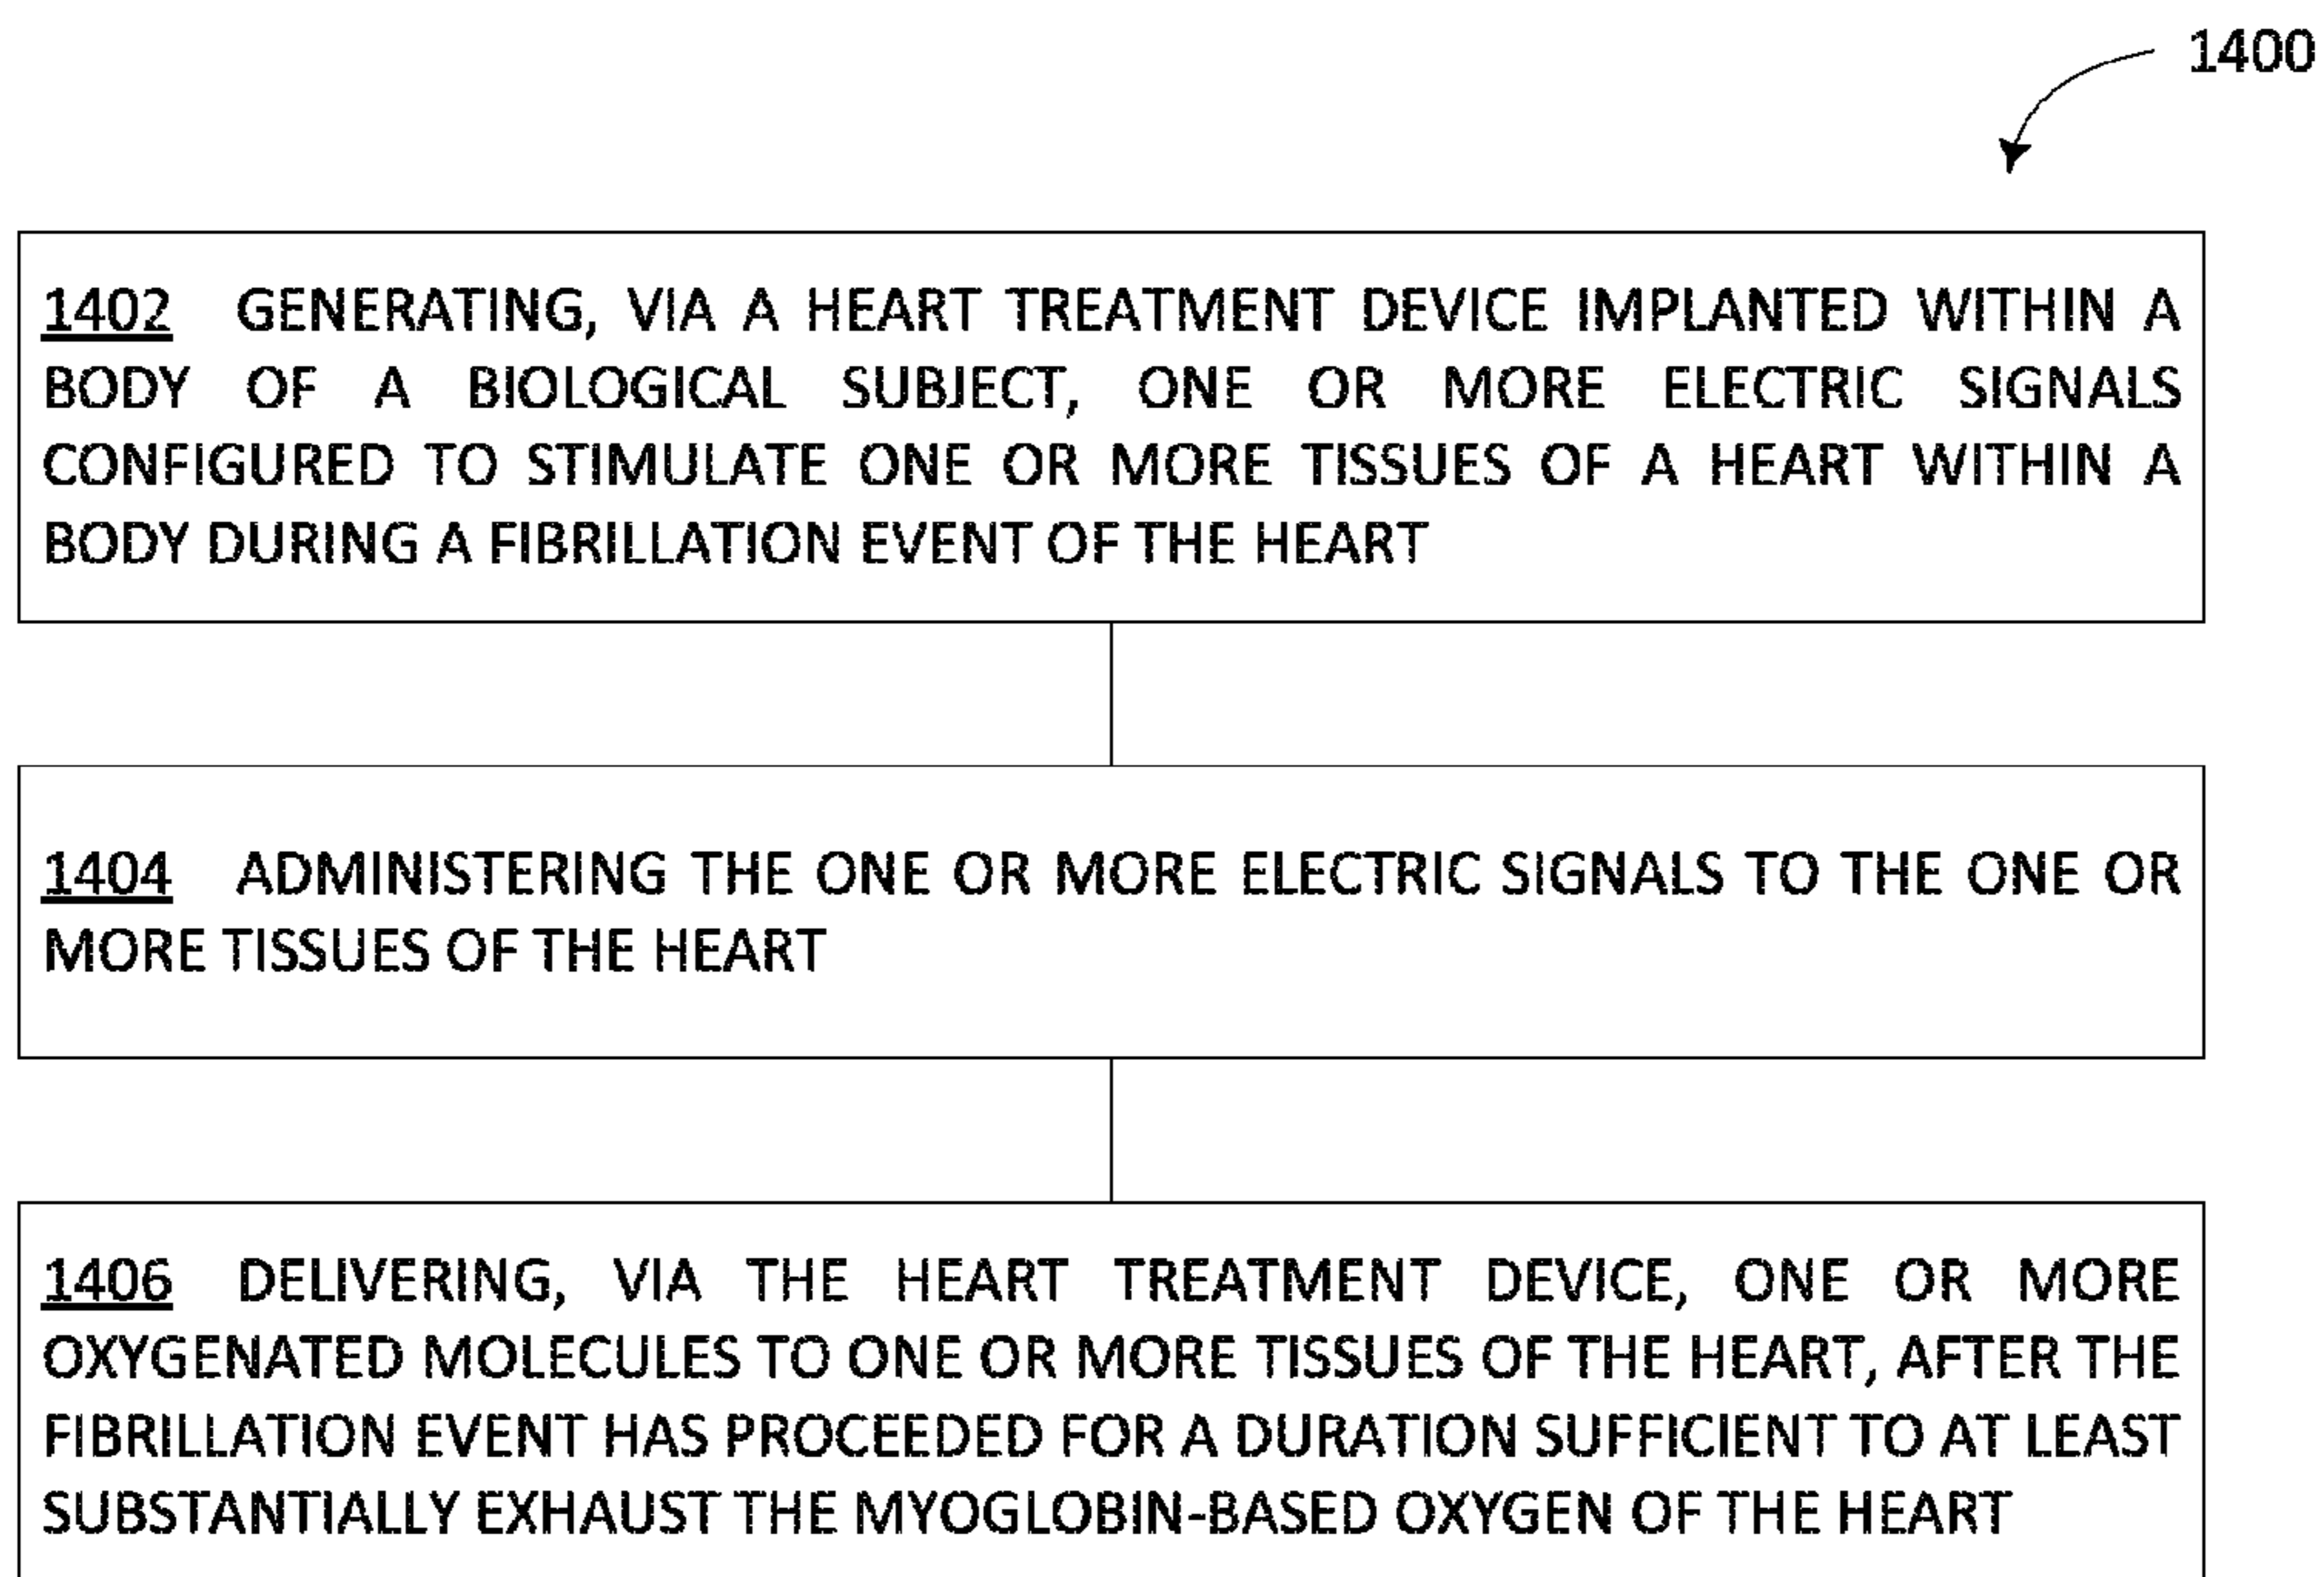 1400
1402 GENERATING, VIA A HEART TREATMENT DEVICE IMPLANTED WITHIN A
BODY OF A BIOLOGICAL SUBJECT, ONE OR MORE ELECTRIC SIGNALS
CONFIGURED TO STIMULATE ONE OR MORE TISSUES OF A HEART WITHIN A
BODY DURING A FIBRILLATION EVENT OF THE HEART
1404 ADMINISTERING THE ONE OR MORE ELECTRIC SIGNALS TO THE ONE OR
MORE TISSUES OF THE HEART
1406 DELIVERING, VIA THE HEART TREATMENT DEVICE, ONE OR MORE
OXYGENATED MOLECULES TO ONE OR MORE TISSUES OF THE HEART, AFTER THE
FIBRILLATION EVENT HAS PROCEEDED FOR A DURATION SUFFICIENT TO AT LEAST
SUBSTANTIALLY EXHAUST THE MYOGLOBIN-BASED OXYGEN OF THE HEART